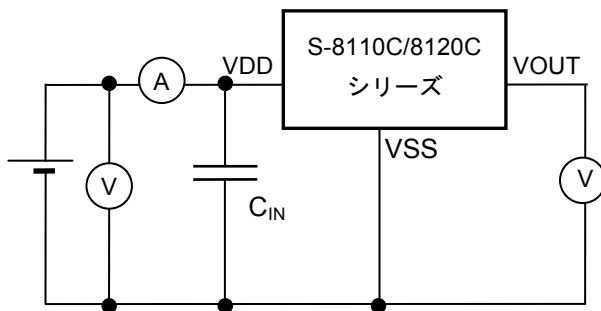 S-8110C/8120C
シリーズ
A
VDD
VOUT
VSS
V
CIN
V